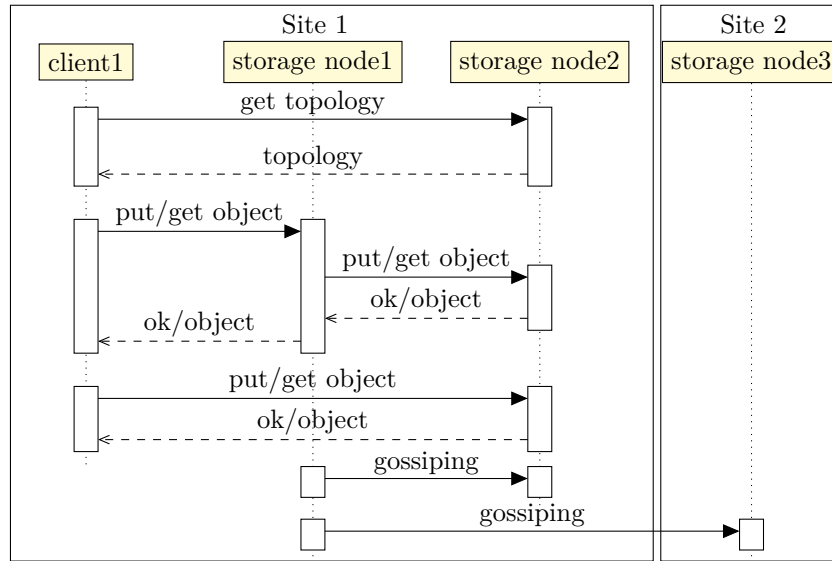 Site 1
Site 2
client1
storage node1
storage node2
storage node3
get topology
topology
put/get object
put/get object
ok/object
ok/object
put/get object
ok/object
gossiping
gossiping